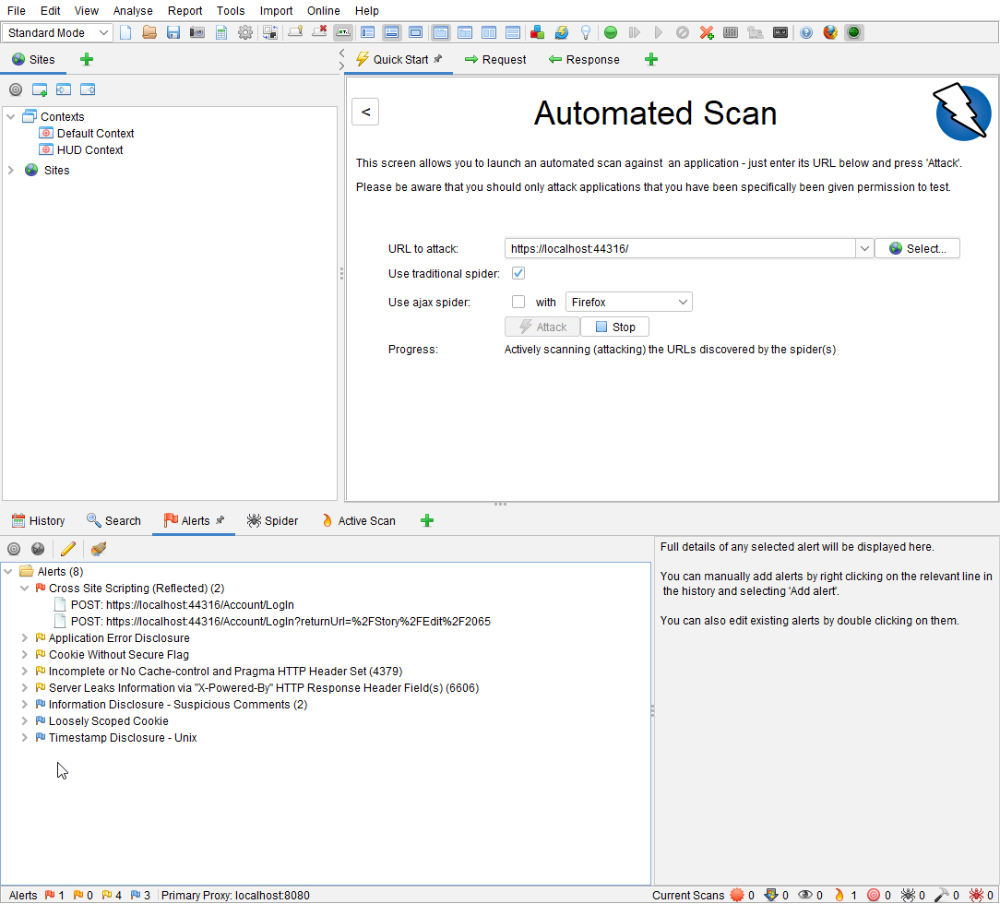 File Edit View Analyse Report Tools Import Online Help
Standard Mode
Sites
Quick Start Request Response
Contexts
Default Context
HUD Context
Sites
<
Automated Scan
This screen allows you to launch an automated scan against an application - just enter its URL below and press 'Attack'.
Please be aware that you should only attack applications that you have been specifically been given permission to test.
URL to attack: https://localhost:44316/ Select...
Use traditional spider:
Use ajax spider: with Firefox
Attack Stop
Progress: Actively scanning (attacking) the URLs discovered by the spider(s)
History Search Alerts Spider Active Scan
Alerts (8)
Cross Site Scripting (Reflected) (2)
POST: https://localhost:44316/Account/LogIn
POST: https://localhost:44316/Account/LogIn?returnUrl=%2FStory%2FEdit%2F2065
Application Error Disclosure
Cookie Without Secure Flag
Incomplete or No Cache-control and Pragma HTTP Header Set (4379)
Server Leaks Information via "X-Powered-By" HTTP Response Header Field(s) (6606)
Information Disclosure - Suspicious Comments (2)
Loosely Scoped Cookie
Timestamp Disclosure - Unix
Full details of any selected alert will be displayed here.
You can manually add alerts by right clicking on the relevant line in
the history and selecting 'Add alert'.
You can also edit existing alerts by double clicking on them.
Alerts 1 0 4 3 Primary Proxy: localhost:8080
Current Scans 0 0 0 1 0 0 0 0